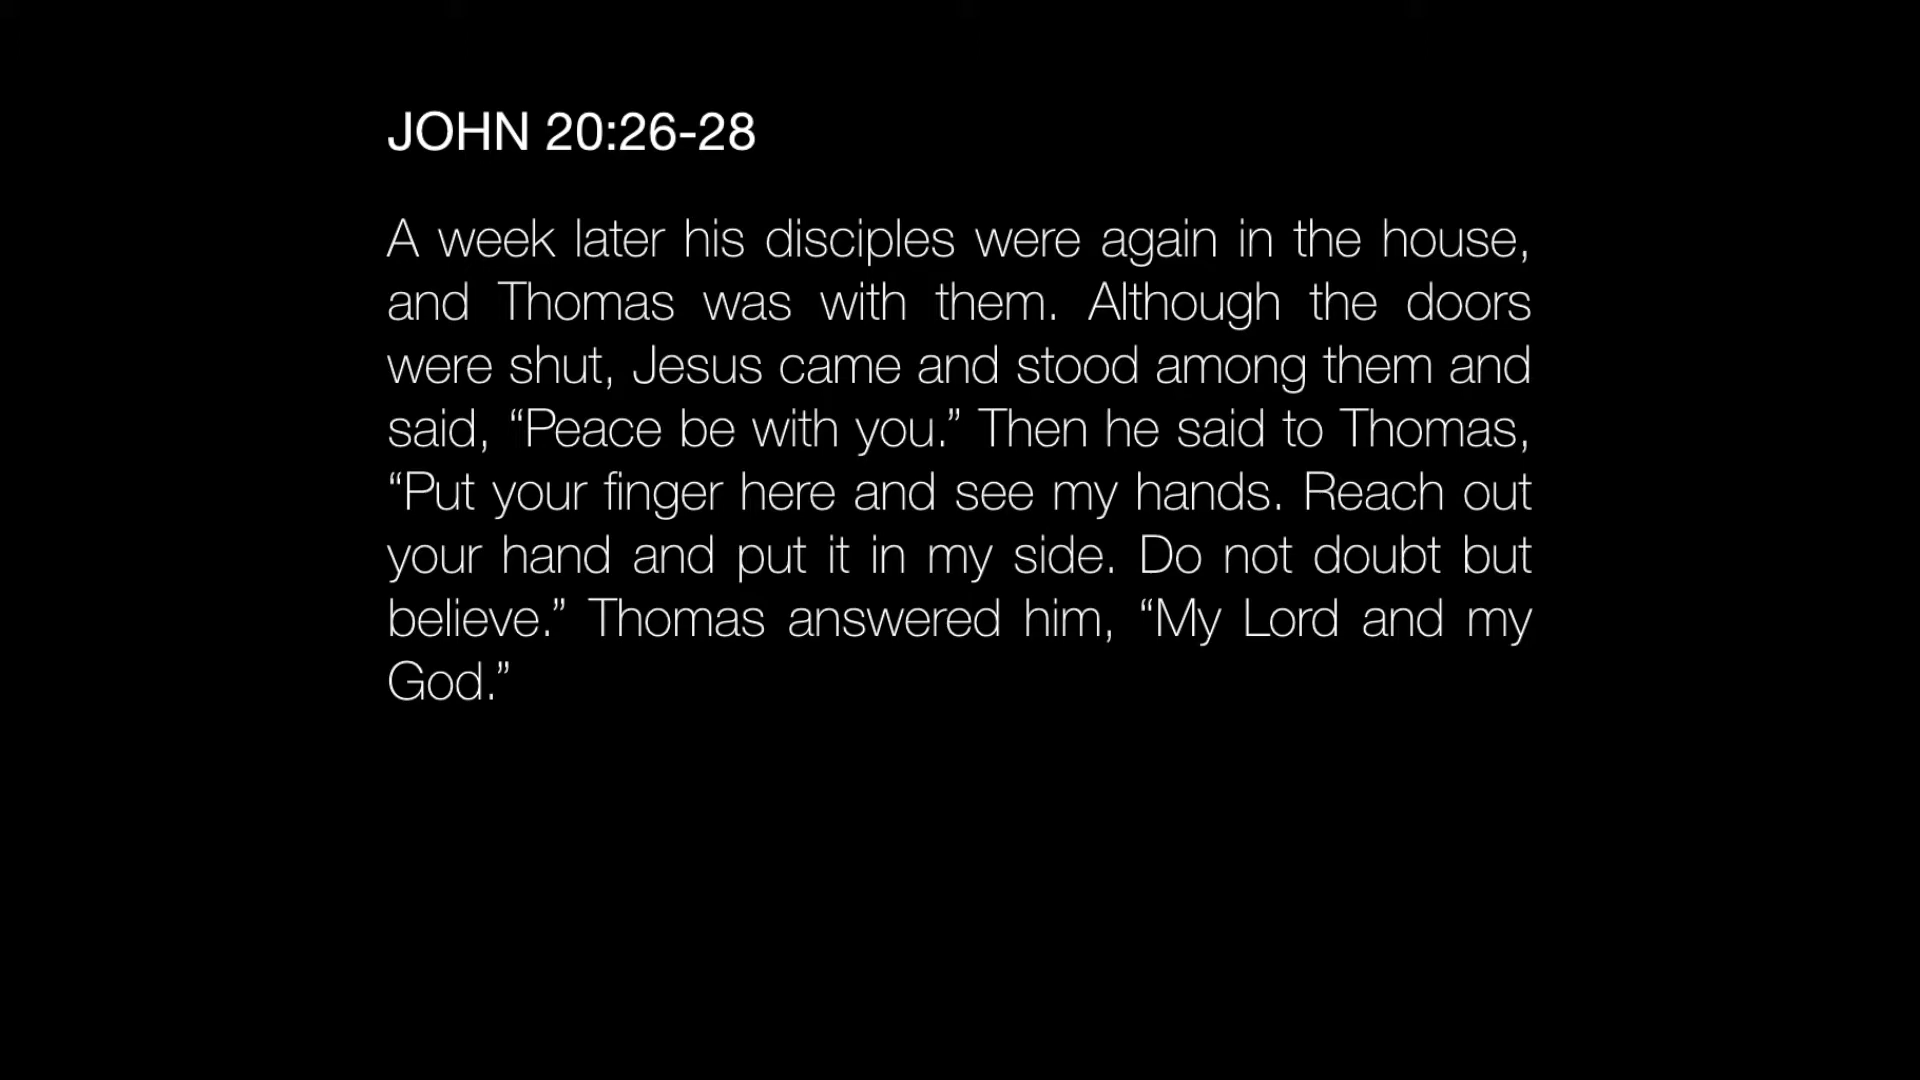 JOHN 20:26-28
A week later his disciples were again in the house,
and Thomas was with them. Although the doors
were shut, Jesus came and stood among them and
said, “Peace be with you.” Then he said to Thomas,
“Put your finger here and see my hands. Reach out
your hand and put it in my side. Do not doubt but
believe.” Thomas answered him, “My Lord and my
God.”